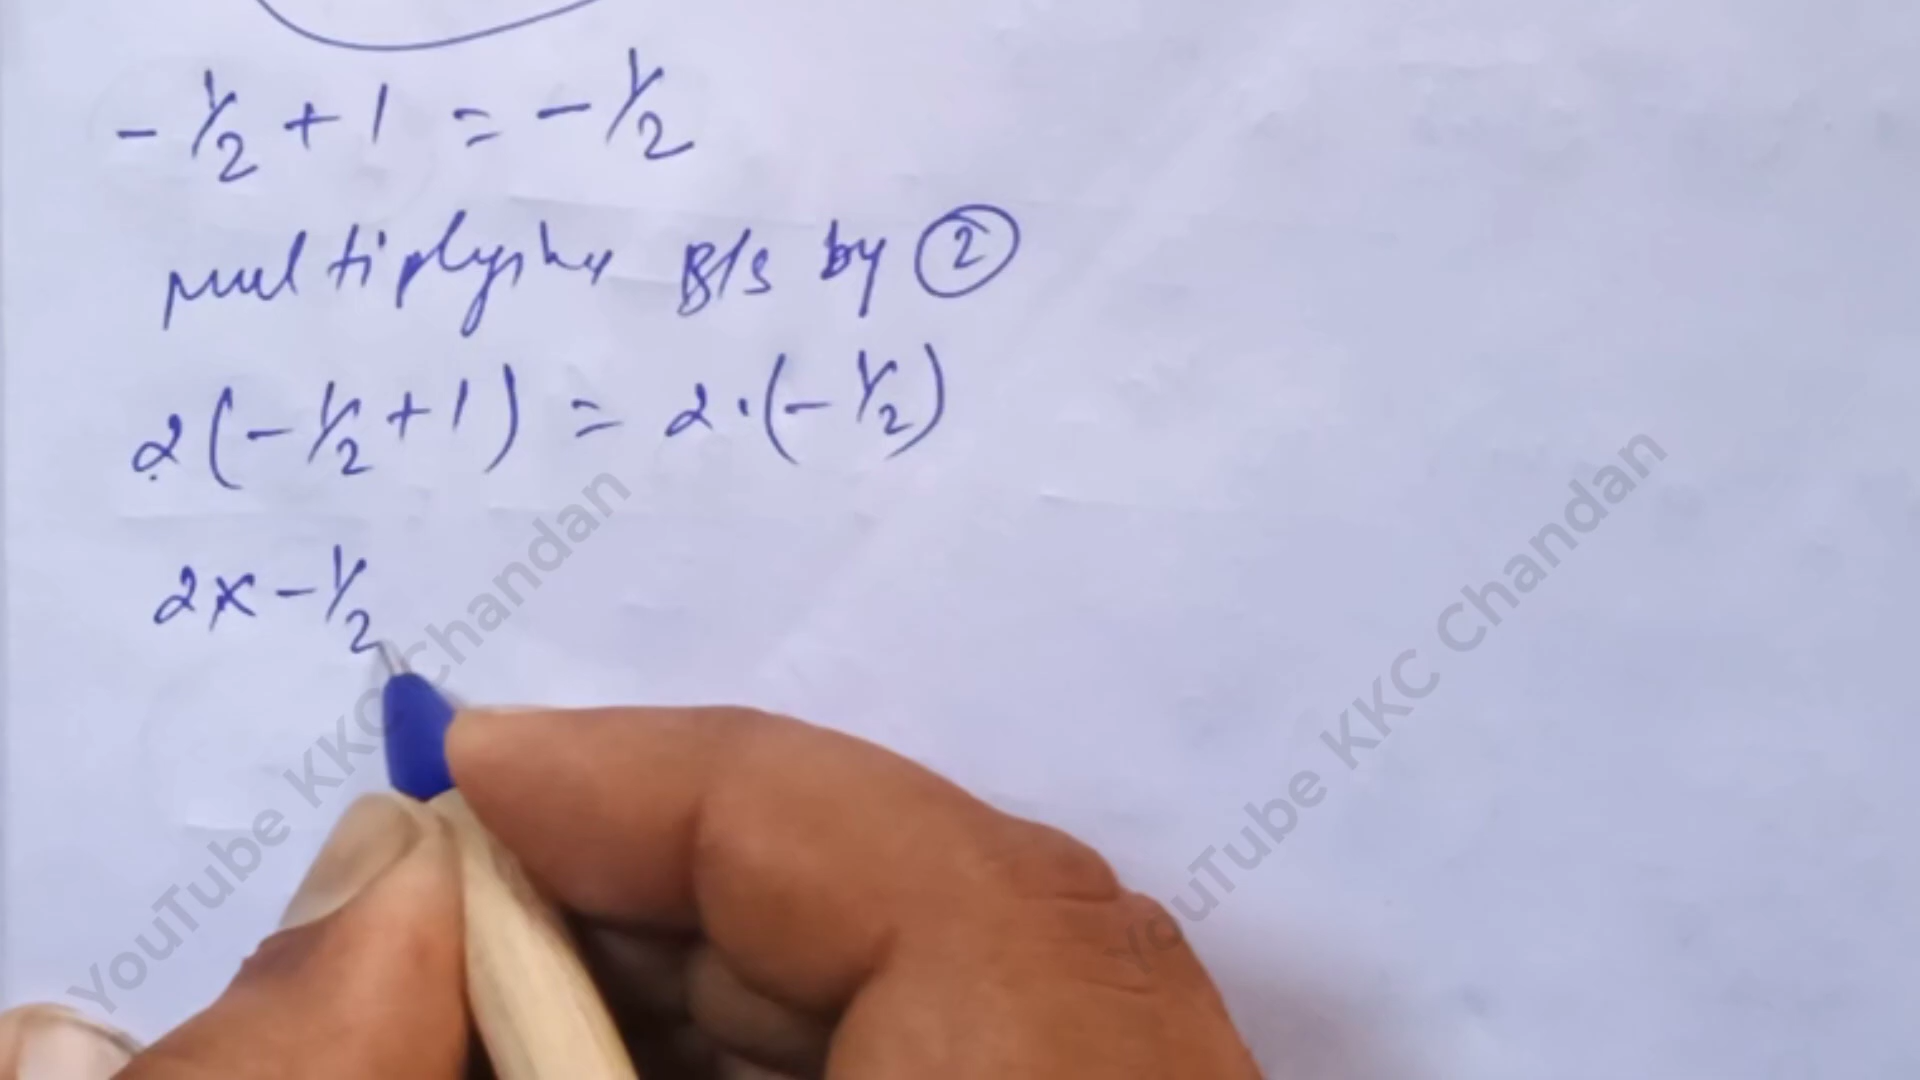 - 1/2 + 1 = - 1/2
multiplying B/S by ②
2(- 1/2 + 1) = 2 · (- 1/2)
2 x - 1/2
YouTube KKC Chandan
YouTube KKC Chandan